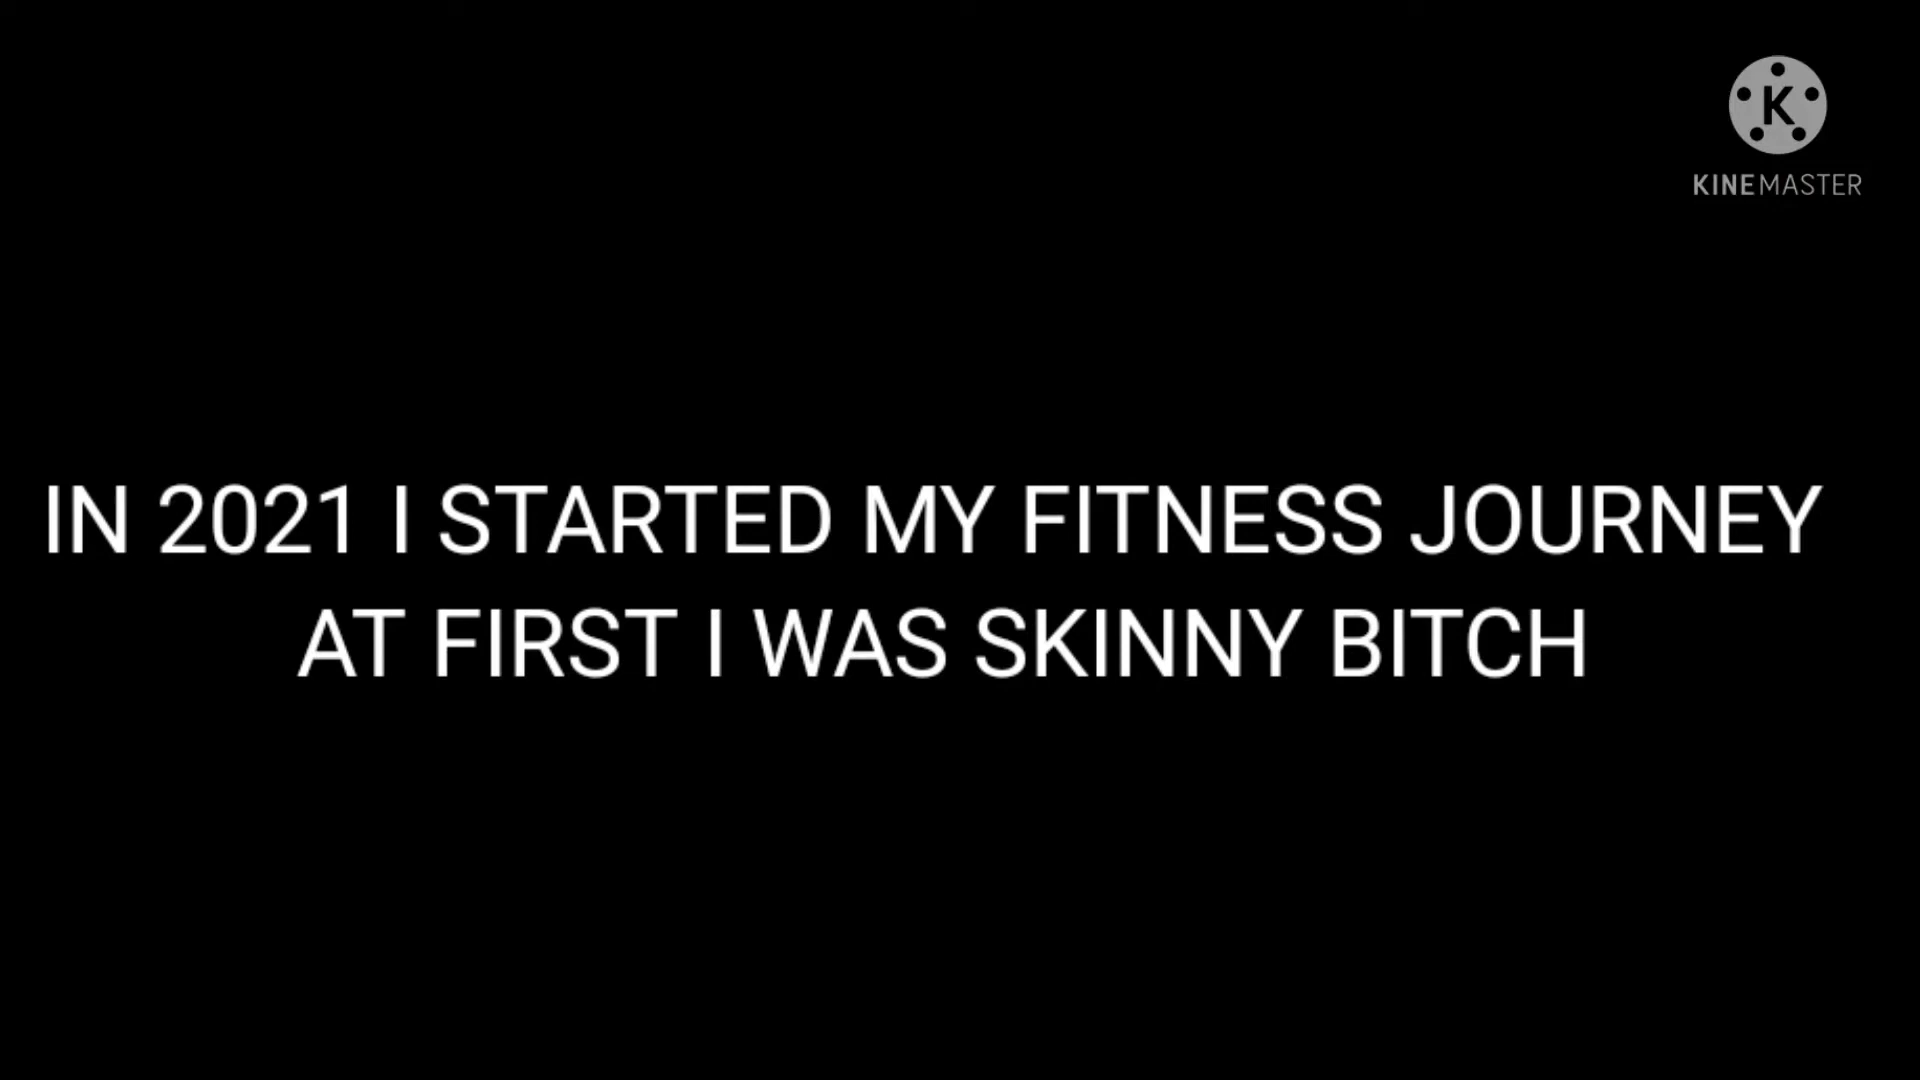 K
KINEMASTER
IN 2021 I STARTED MY FITNESS JOURNEY
AT FIRST I WAS SKINNY BITCH